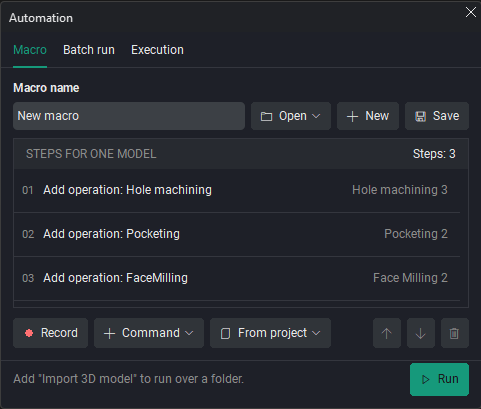 Automation
Macro Batch run Execution
Macro name
New macro Open New Save
STEPS FOR ONE MODEL Steps: 3
01 Add operation: Hole machining Hole machining 3
02 Add operation: Pocketing Pocketing 2
03 Add operation: FaceMilling Face Milling 2
Record Command From project
Add "Import 3D model" to run over a folder. Run